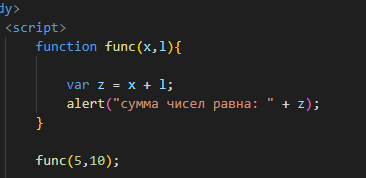 dy>
<script>
function func(x,l){
var z = x + l;
alert("сумма чисел равна: " + z);
}
func(5,10);